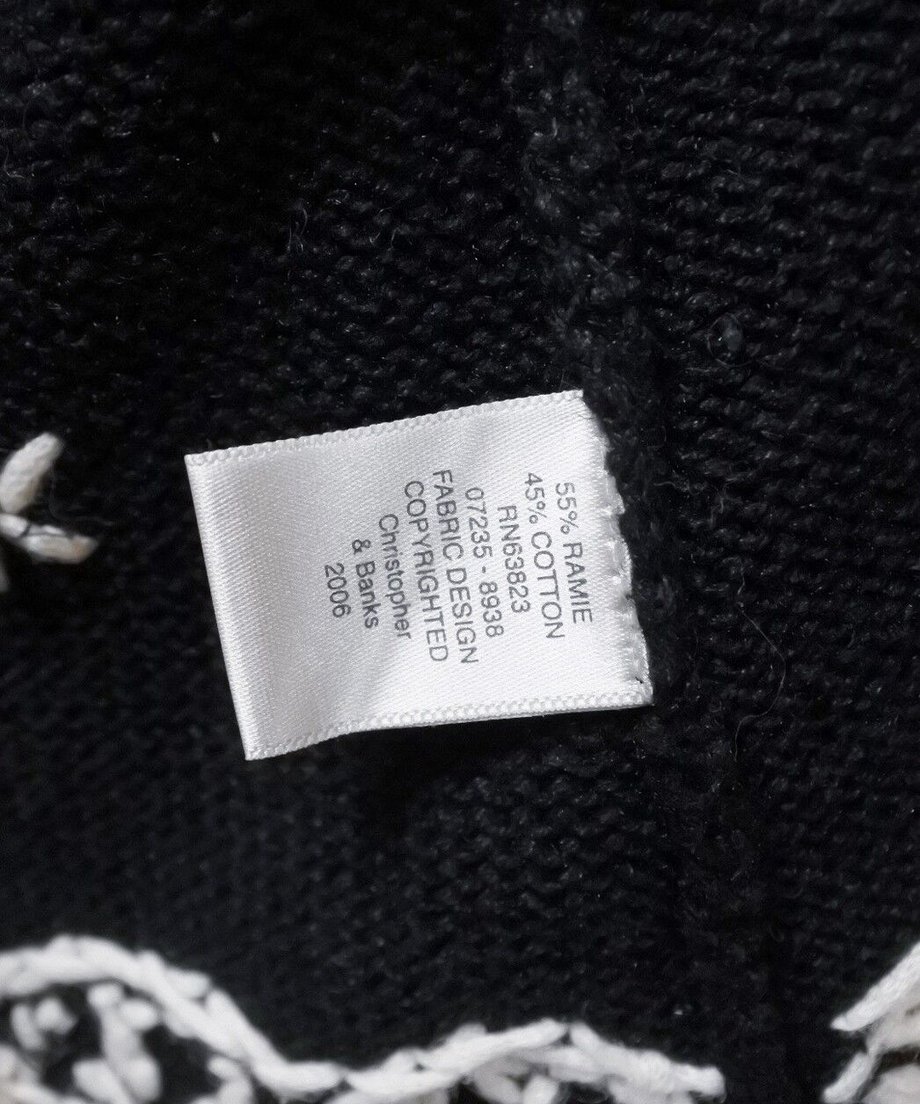 55% RAMIE
45% COTTON
RN63823
07235 - 8938
FABRIC DESIGN
COPYRIGHTED
Christopher
& Banks
2006